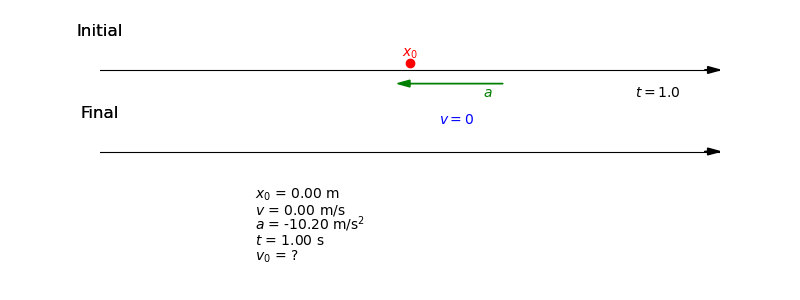 Initial
x₀
a
t = 1.0
Final
v = 0
x₀ = 0.00 m
v = 0.00 m/s
a = -10.20 m/s²
t = 1.00 s
v₀ = ?